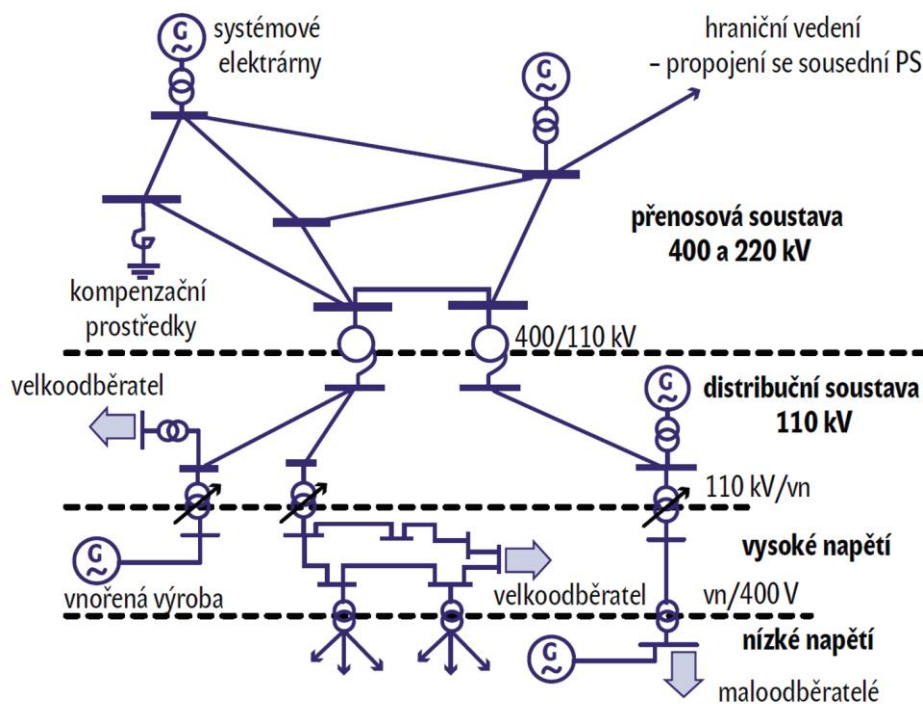 G
systémové
elektrárny
hraniční vedení
– propojení se sousední PS
G
přenosová soustava
400 a 220 kV
kompenzační
prostředky
400/110 kV
velkoodběratel
G
distribuční soustava
110 kV
110 kV/vn
G
vysoké napětí
vnořená výroba
velkoodběratel
vn/400 V
nízké napětí
G
maloodběratelé